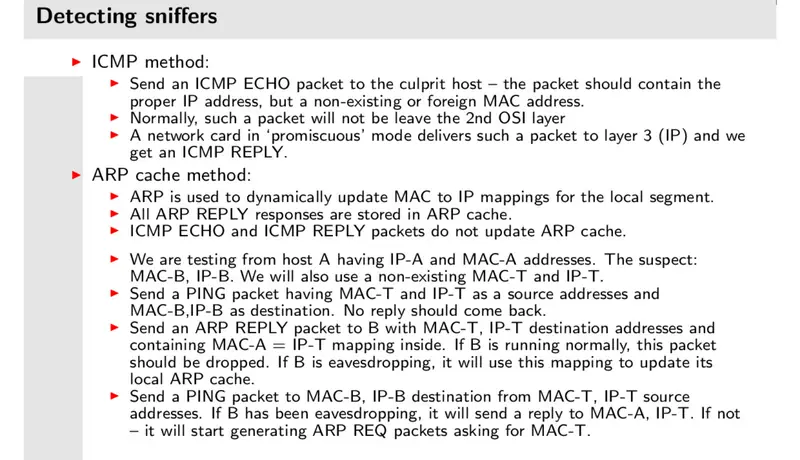 Detecting sniffers
ICMP method:
Send an ICMP ECHO packet to the culprit host – the packet should contain the
proper IP address, but a non-existing or foreign MAC address.
Normally, such a packet will not be leave the 2nd OSI layer
A network card in ‘promiscuous’ mode delivers such a packet to layer 3 (IP) and we
get an ICMP REPLY.
ARP cache method:
ARP is used to dynamically update MAC to IP mappings for the local segment.
All ARP REPLY responses are stored in ARP cache.
ICMP ECHO and ICMP REPLY packets do not update ARP cache.
We are testing from host A having IP-A and MAC-A addresses. The suspect:
MAC-B, IP-B. We will also use a non-existing MAC-T and IP-T.
Send a PING packet having MAC-T and IP-T as a source addresses and
MAC-B,IP-B as destination. No reply should come back.
Send an ARP REPLY packet to B with MAC-T, IP-T destination addresses and
containing MAC-A = IP-T mapping inside. If B is running normally, this packet
should be dropped. If B is eavesdropping, it will use this mapping to update its
local ARP cache.
Send a PING packet to MAC-B, IP-B destination from MAC-T, IP-T source
addresses. If B has been eavesdropping, it will send a reply to MAC-A, IP-T. If not
– it will start generating ARP REQ packets asking for MAC-T.